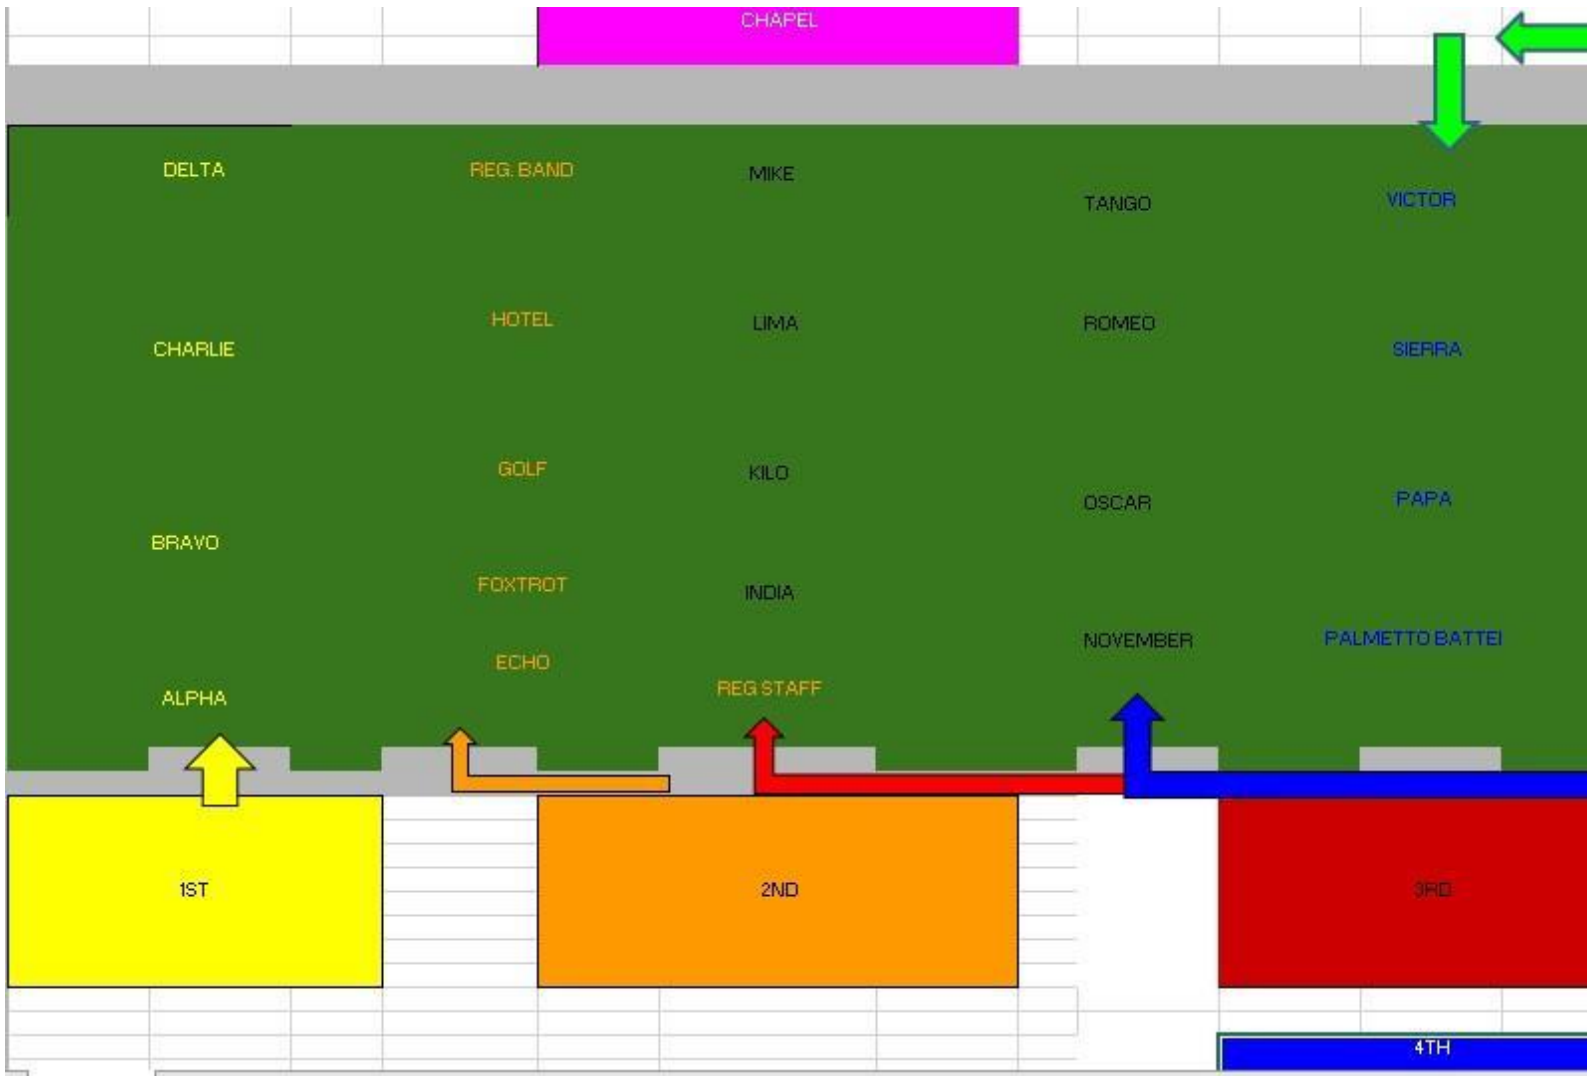 CHAPEL
DELTA
REG. BAND
MIKE
TANGO
VICTOR
HOTEL
LIMA
ROMEO
CHARLIE
SIERRA
GOLF
KILO
OSCAR
PAPA
BRAVO
FOXTROT
INDIA
NOVEMBER
PALMETTO BATTEI
ECHO
ALPHA
REG STAFF
1ST
2ND
3RD
4TH